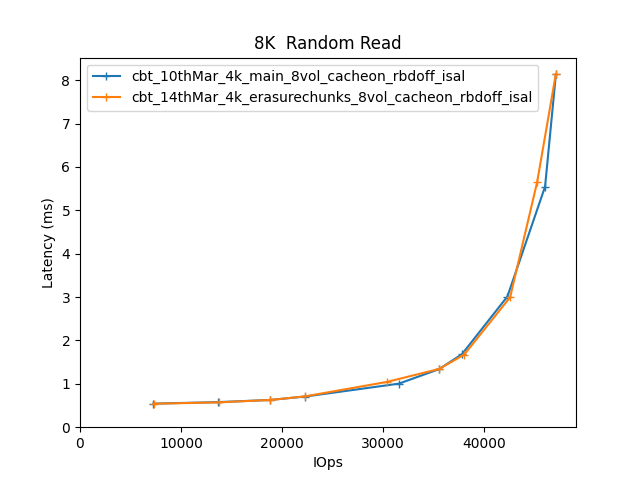 8K  Random Read
cbt_10thMar_4k_main_8vol_cacheon_rbdoff_isal
cbt_14thMar_4k_erasurechunks_8vol_cacheon_rbdoff_isal
Latency (ms)
8
7
6
5
4
3
2
1
0
0 10000 20000 30000 40000
IOps